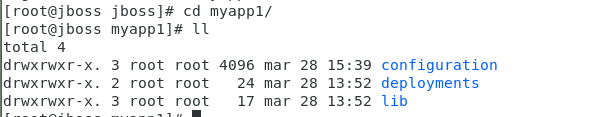 [root@jboss jboss]# cd myapp1/
[root@jboss myapp1]# ll
total 4
drwxrwxr-x. 3 root root 4096 mar 28 15:39 configuration
drwxrwxr-x. 2 root root   24 mar 28 13:52 deployments
drwxrwxr-x. 3 root root   17 mar 28 13:52 lib
[root@jboss myapp1]#